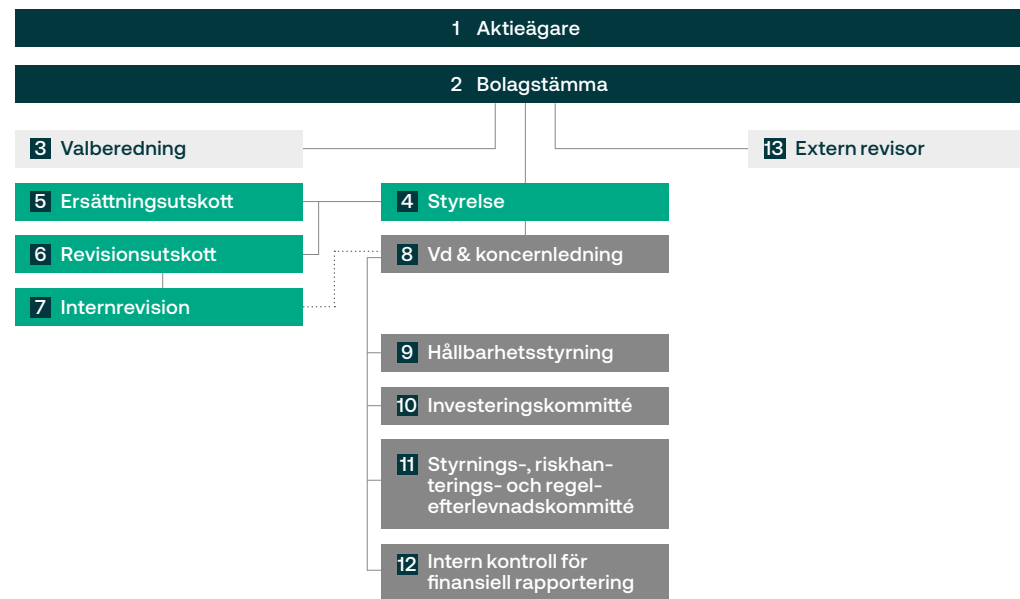 1 Aktieägare
2 Bolagstämma
3 Valberedning
13 Extern revisor
5 Ersättningsutskott
4 Styrelse
6 Revisionsutskott
8 Vd & koncernledning
7 Internrevision
9 Hållbarhetsstyrning
10 Investeringskommitté
11 Styrnings-, riskhan-
terings- och regel-
efterlevnadskommitté
12 Intern kontroll för
finansiell rapportering